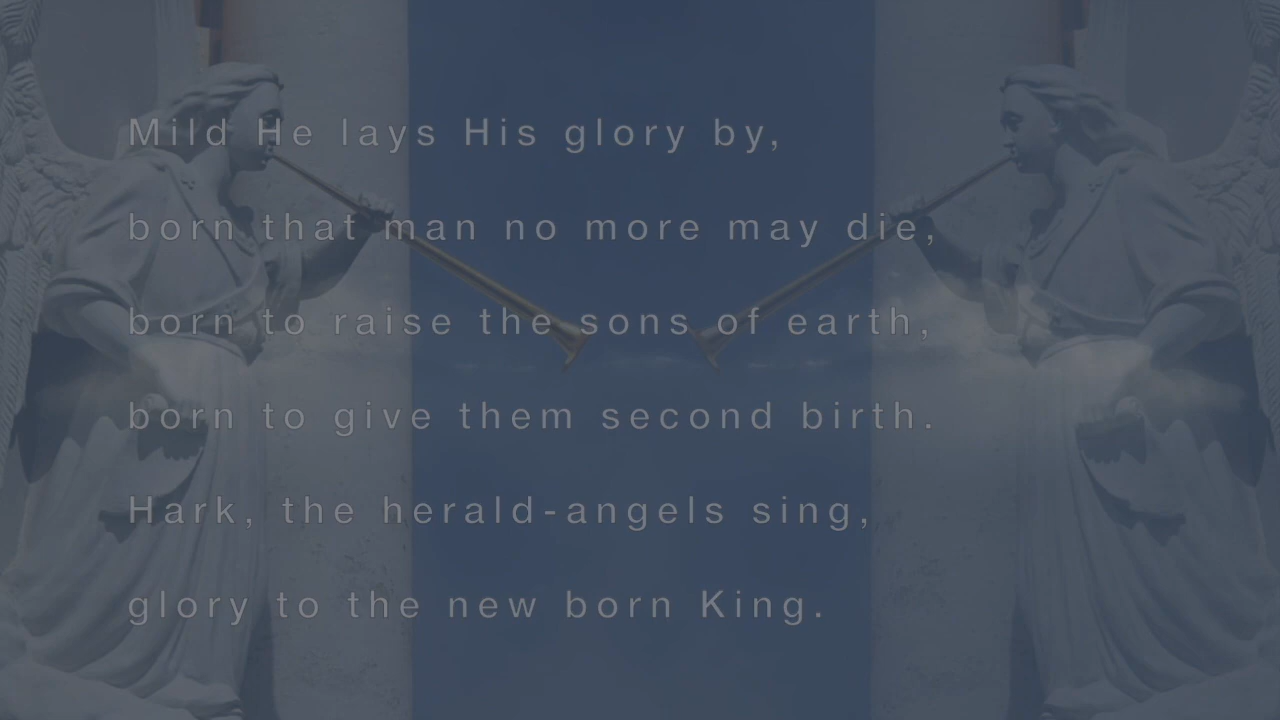 Mild He lays His glory by,
born that man no more may die,
born to raise the sons of earth,
born to give them second birth.
Hark, the herald-angels sing,
glory to the new born King.